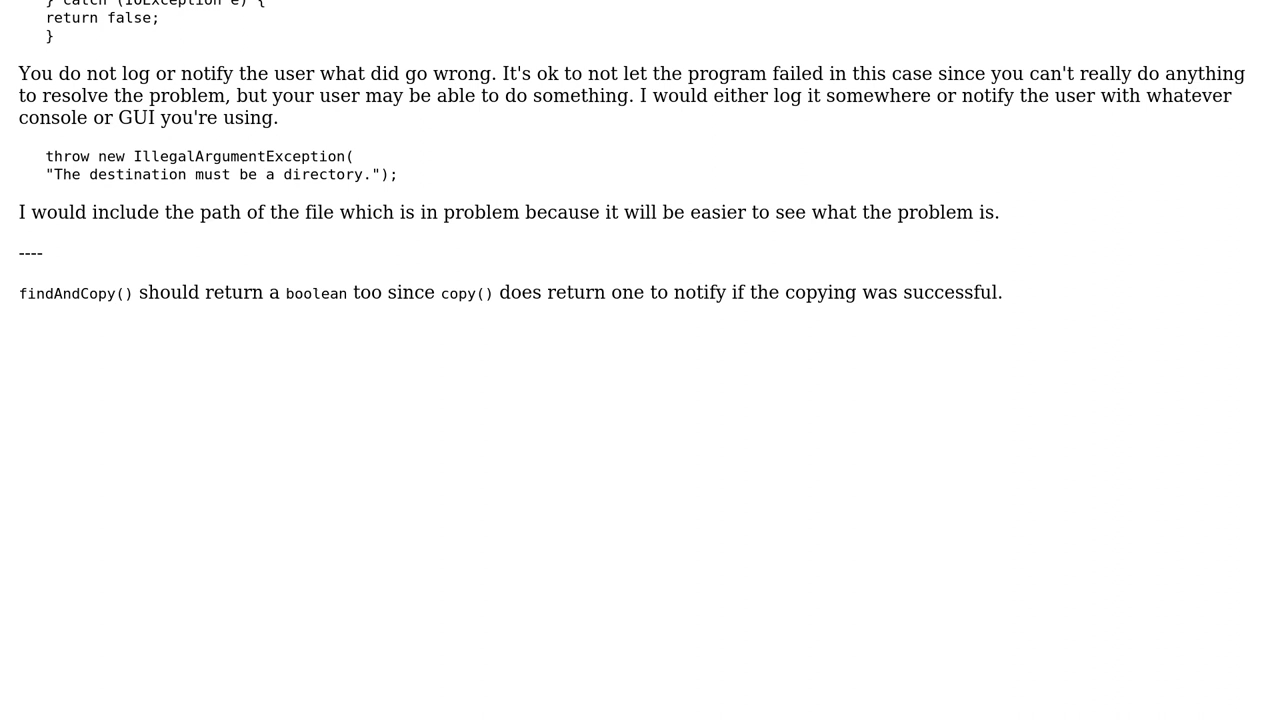 } catch (IOException e) {
return false;
}
You do not log or notify the user what did go wrong. It's ok to not let the program failed in this case since you can't really do anything
to resolve the problem, but your user may be able to do something. I would either log it somewhere or notify the user with whatever
console or GUI you're using.
throw new IllegalArgumentException(
"The destination must be a directory.");
I would include the path of the file which is in problem because it will be easier to see what the problem is.
----
findAndCopy() should return a boolean too since copy() does return one to notify if the copying was successful.